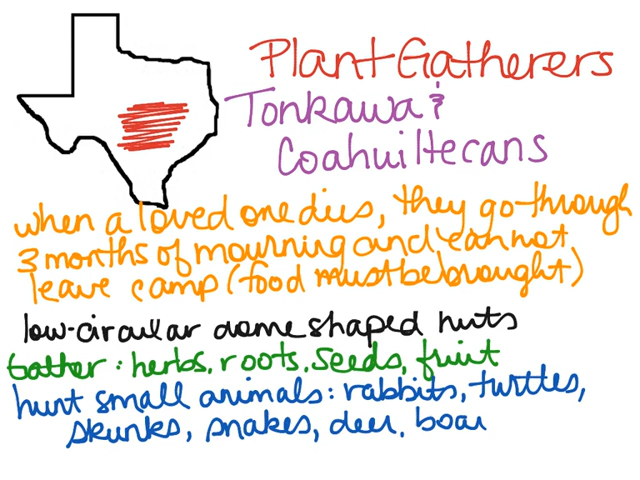 Plant Gatherers
Tonkawa &
Coahuiltecans
when a loved one dies, they go through
3 months of mourning and cannot
leave camp (food must be brought)
low-circular dome shaped huts
Gather: herbs, roots, seeds, fruit
hunt small animals: rabbits, turtles,
skunks, snakes, deer, boar